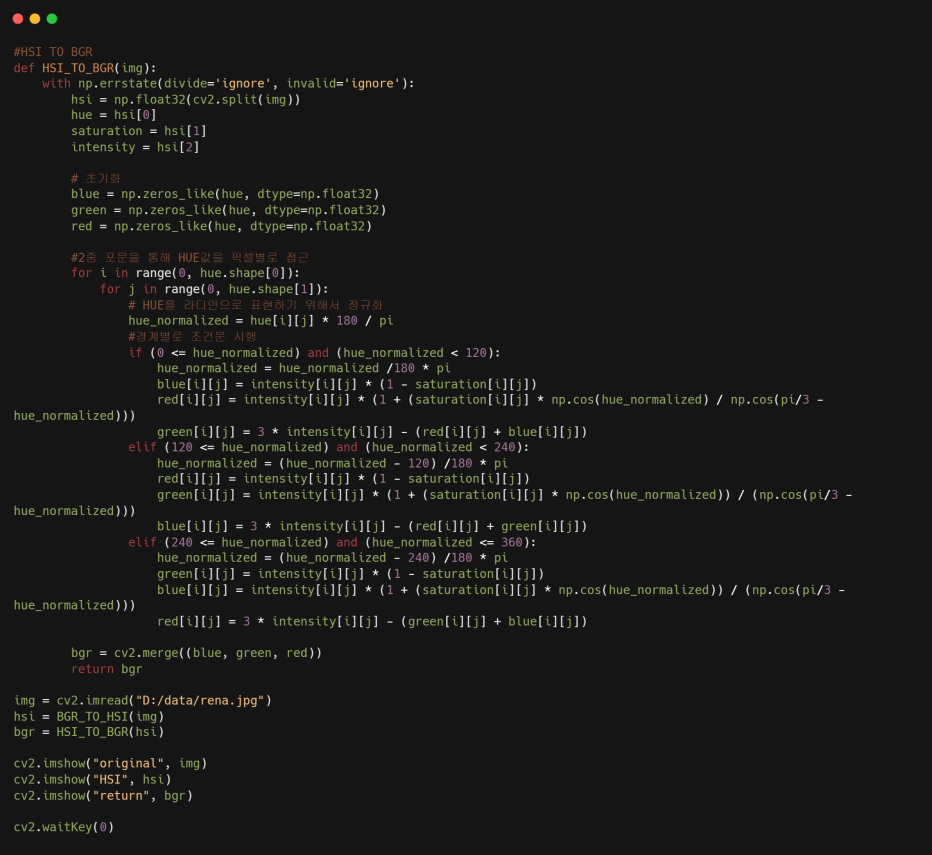 #HSI TO BGR
def HSI_TO_BGR(img):
    with np.errstate(divide='ignore', invalid='ignore'):
        hsi = np.float32(cv2.split(img))
        hue = hsi[0]
        saturation = hsi[1]
        intensity = hsi[2]

        # 초기화
        blue = np.zeros_like(hue, dtype=np.float32)
        green = np.zeros_like(hue, dtype=np.float32)
        red = np.zeros_like(hue, dtype=np.float32)

        #2중 포문을 통해 HUE값을 픽셀별로 접근
        for i in range(0, hue.shape[0]):
            for j in range(0, hue.shape[1]):
                # HUE를 라디안으로 표현하기 위해서 정규화
                hue_normalized = hue[i][j] * 180 / pi
                #경계별로 조건문 시행
                if (0 <= hue_normalized) and (hue_normalized < 120):
                    hue_normalized = hue_normalized /180 * pi
                    blue[i][j] = intensity[i][j] * (1 - saturation[i][j])
                    red[i][j] = intensity[i][j] * (1 + (saturation[i][j] * np.cos(hue_normalized) / np.cos(pi/3 -
hue_normalized)))
                    green[i][j] = 3 * intensity[i][j] - (red[i][j] + blue[i][j])
                elif (120 <= hue_normalized) and (hue_normalized < 240):
                    hue_normalized = (hue_normalized - 120) /180 * pi
                    red[i][j] = intensity[i][j] * (1 - saturation[i][j])
                    green[i][j] = intensity[i][j] * (1 + (saturation[i][j] * np.cos(hue_normalized)) / (np.cos(pi/3 -
hue_normalized)))
                    blue[i][j] = 3 * intensity[i][j] - (red[i][j] + green[i][j])
                elif (240 <= hue_normalized) and (hue_normalized <= 360):
                    hue_normalized = (hue_normalized - 240) /180 * pi
                    green[i][j] = intensity[i][j] * (1 - saturation[i][j])
                    blue[i][j] = intensity[i][j] * (1 + (saturation[i][j] * np.cos(hue_normalized)) / (np.cos(pi/3 -
hue_normalized)))
                    red[i][j] = 3 * intensity[i][j] - (green[i][j] + blue[i][j])

        bgr = cv2.merge((blue, green, red))
        return bgr

img = cv2.imread("D:/data/rena.jpg")
hsi = BGR_TO_HSI(img)
bgr = HSI_TO_BGR(hsi)

cv2.imshow("original", img)
cv2.imshow("HSI", hsi)
cv2.imshow("return", bgr)

cv2.waitKey(0)